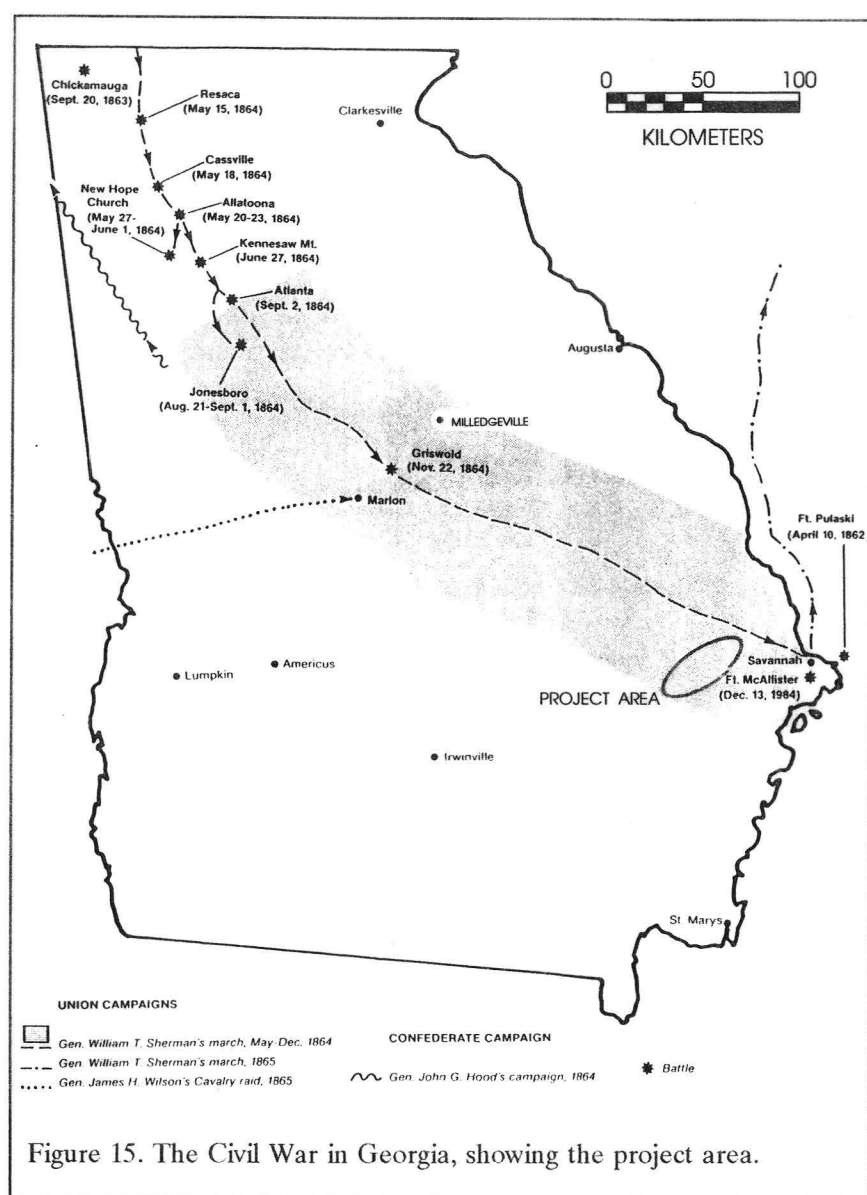 0 50 100
KILOMETERS
Chickamauga
(Sept. 20, 1863)
Resaca
(May 15, 1864)
Clarkesville
Cassville
(May 18, 1864)
New Hope
Church
(May 27-
June 1, 1864)
Allatoona
(May 20-23, 1864)
Kennesaw Mt.
(June 27, 1864)
Atlanta
(Sept. 2, 1864)
Augusta
Jonesboro
(Aug. 21-Sept. 1, 1864)
MILLEDGEVILLE
Griswold
(Nov. 22, 1864)
Marion
Ft. Pulaski
(April 10, 1862
Savannah
Ft. McAllister
(Dec. 13, 1984)
PROJECT AREA
Lumpkin
Americus
Irwinville
St. Marys
UNION CAMPAIGNS
Gen. William T. Sherman's march, May-Dec. 1864
Gen. William T. Sherman's march, 1865
Gen. James H. Wilson's Cavalry raid, 1865
CONFEDERATE CAMPAIGN
Gen. John G. Hood's campaign, 1864
Battle
Figure 15. The Civil War in Georgia, showing the project area.